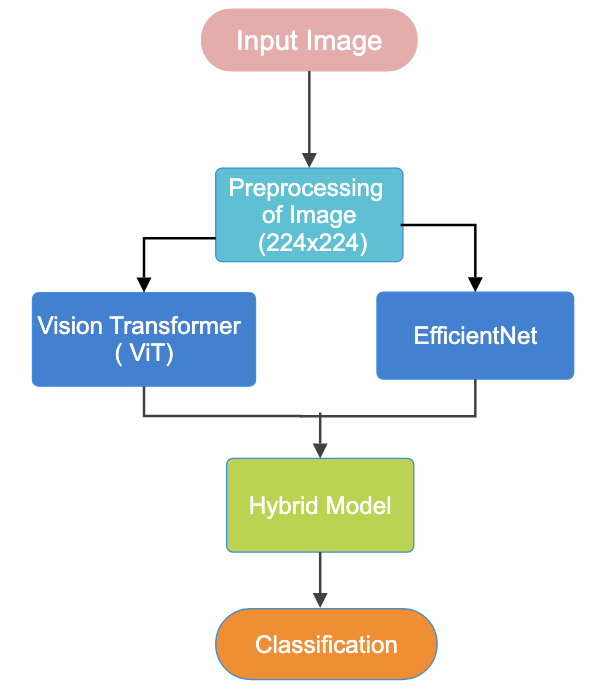 Input Image
Preprocessing
of Image
(224x224)
Vision Transformer
( ViT)
EfficientNet
Hybrid Model
Classification